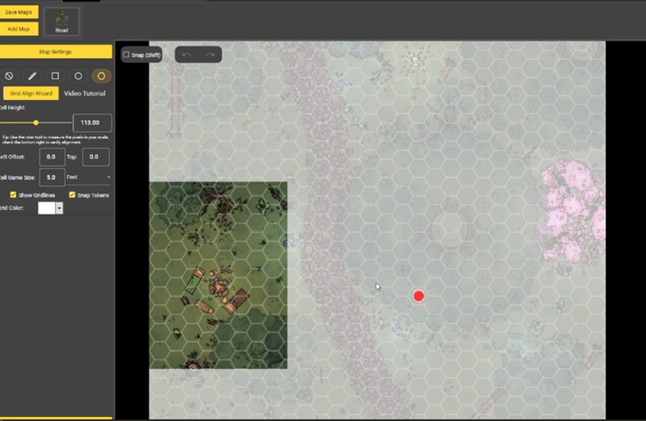 Save Maps
Add Map
Road
Map Settings
Snap (Shift)
Grid Align Wizard
Video Tutorial
Cell Height:
113.00
Tip: Use the ruler tool to measure the pixels in your scale,
check the bottom right to verify alignment.
Left Offset:
0.0
Top:
0.0
Cell Game Size:
5.0
Feet
Show Gridlines
Snap Tokens
Grid Color: